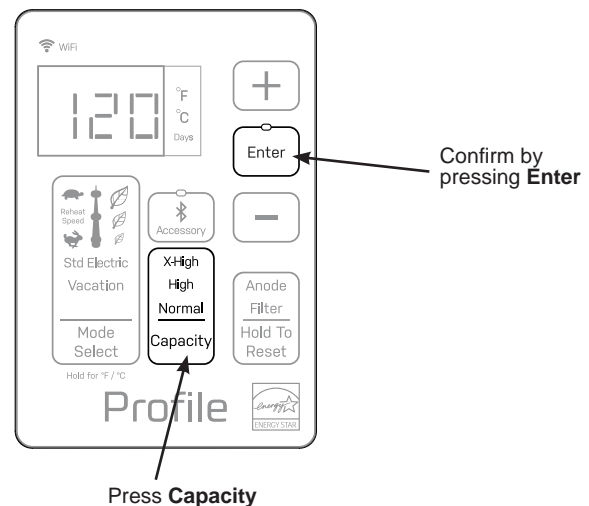 WiFi
120
°F
°C
Days
+
Enter
Confirm by
pressing Enter
Reheat
Speed
Accessory
−
Std Electric
Vacation
X-High
High
Normal
Anode
Filter
Mode
Select
Capacity
Hold To
Reset
Hold for °F / °C
Profile
energy
ENERGY STAR
Press Capacity